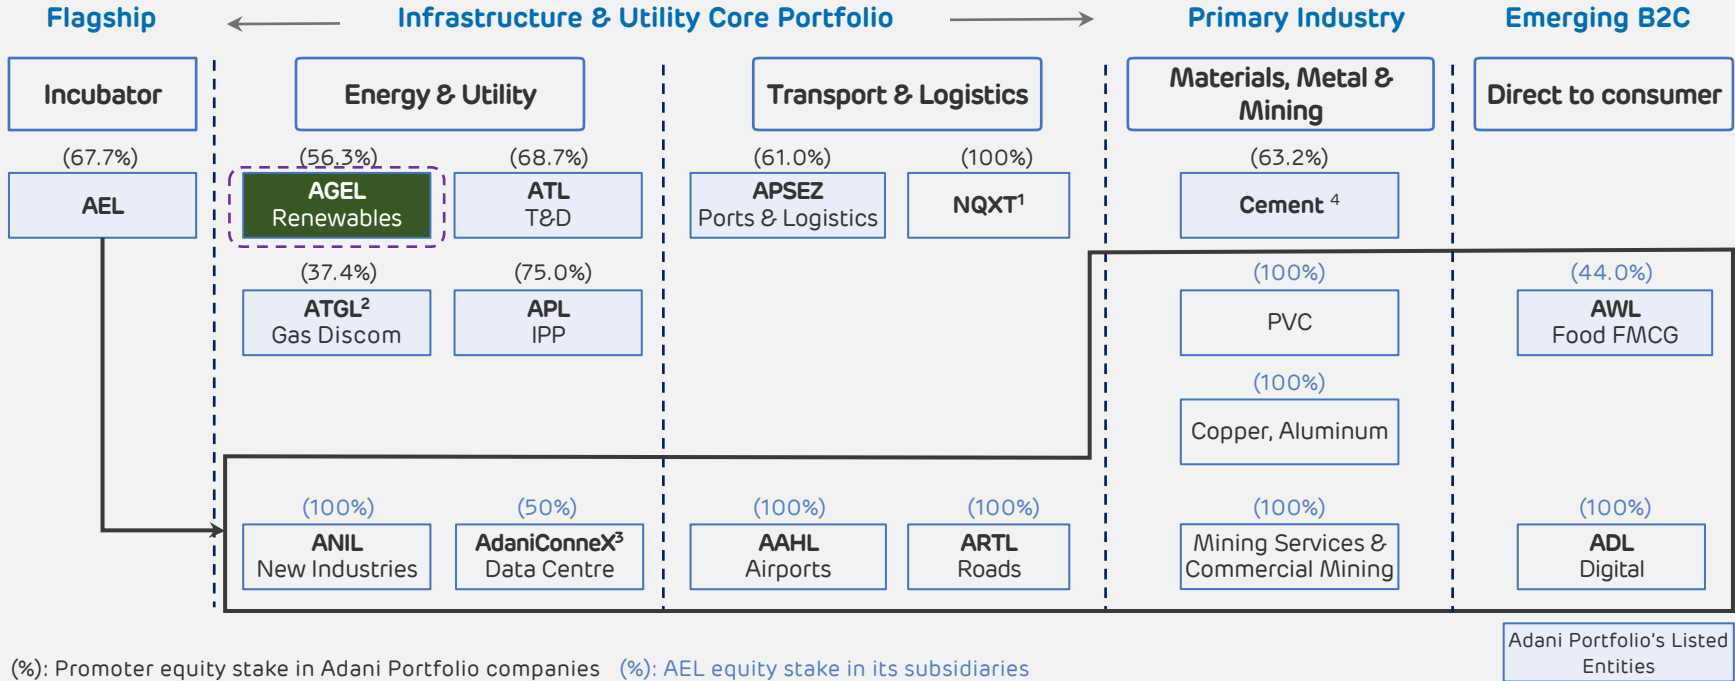 Flagship
Infrastructure & Utility Core Portfolio
Primary Industry
Emerging B2C
Incubator
Energy & Utility
Transport & Logistics
Materials, Metal &
Mining
Direct to consumer
(67.7%)
(56.3%)
(68.7%)
(61.0%)
(100%)
(63.2%)
AEL
AGEL
Renewables
ATL
T&D
APSEZ
Ports & Logistics
NQXT¹
Cement ⁴
(37.4%)
(75.0%)
(100%)
(44.0%)
ATGL²
Gas Discom
APL
IPP
PVC
AWL
Food FMCG
(100%)
Copper, Aluminum
(100%)
(50%)
(100%)
(100%)
(100%)
(100%)
ANIL
New Industries
AdaniConneX³
Data Centre
AAHL
Airports
ARTL
Roads
Mining Services &
Commercial Mining
ADL
Digital
(%): Promoter equity stake in Adani Portfolio companies
(%): AEL equity stake in its subsidiaries
Adani Portfolio's Listed
Entities